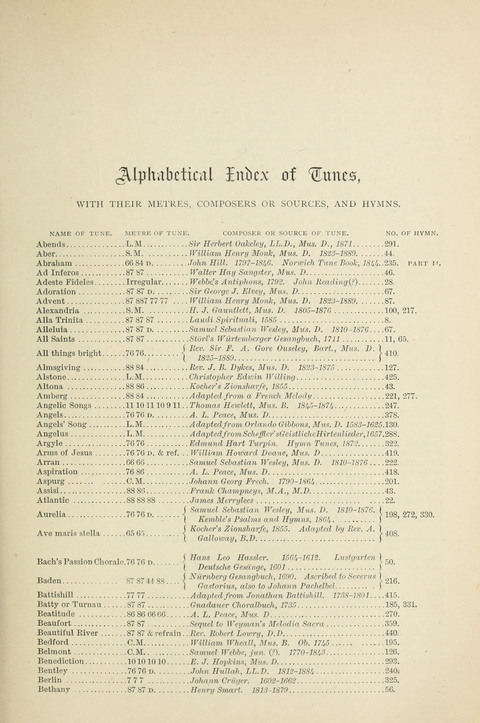 Alphabetical Index of Tunes,
WITH THEIR METRES, COMPOSERS OR SOURCES, AND HYMNS.
NAME OF TUNE. METRE OF TUNE. COMPOSER OR SOURCE OF TUNE. NO. OF HYMN.
Abends L.M. Sir Herbert Oakeley, LL.D., Mus. D., 1871 291.
Aber S.M. William Henry Monk, Mus. D. 1823-1889. 44.
Abraham 66 84 D. John Hill. 1797-1846. Norwich Tune Book, 1844. 235. PART II.
Ad Inferos 87 87 Walter Hay Sangster, Mus. D. 46.
Adeste Fideles Irregular. Webbe's Antiphons, 1792. John Reading(?) 28.
Adoration 87 87 D. Sir George J. Elvey, Mus. D. 67.
Advent 87 887 77 77 William Henry Monk, Mus. D. 1823-1889. 87.
Alexandria S.M. H. J. Gauntlett, Mus. D. 1805-1876 100, 217.
Alla Trinita 87 87 87 Laudi Spirituali, 1585 8.
Alleluia 87 87 D. Samuel Sebastian Wesley, Mus. D. 1810-1876. 67.
All Saints 87 87 Störl's Würtenberger Gesangbuch, 1711 11, 65.
All things bright 76 76. { Rev. Sir F. A. Gore Ouseley, Bart., Mus. D. } 410.
1825-1889.
Almsgiving 88 84 Rev. J. B. Dykes, Mus. D. 1823-1875 127.
Alstone L.M. Christopher Edwin Willing 425.
Altona 88 86 Kocher's Zionsharfe, 1855 43.
Amberg 88 84 Adapted from a French Melody 221, 277.
Angelic Songs 11 10 11 10 9 11. Thomas Hewlett, Mus. B. 1845-1874 247.
Angels 76 76 D. A. L. Peace, Mus. D. 378.
Angels' Song L.M. Adapted from Orlando Gibbons, Mus. D. 1583-1625. 130.
Angelus L.M. Adapted from Scheffler's Geistliche Hirtenlieder, 1657. 288.
Argyle 76 76 Edmund Hart Turpin. Hymn Tunes, 1872. 322.
Arms of Jesus 76 76 D. & ref. William Howard Doane, Mus. D. 419.
Arran 66 66 Samuel Sebastian Wesley, Mus. D. 1810-1876 222.
Aspiration 76 86 A. L. Peace, Mus. D. 418.
Aspurg C.M. Johann Georg Frech. 1790-1864 201.
Assisi 88 86 Frank Champneys, M.A., M.D. 43.
Atlantic 88 88 88 James Merrylees 22.
Aurelia 76 76 D. { Samuel Sebastian Wesley, Mus. D. 1810-1876. } 198, 272, 330.
Kemble's Psalms and Hymns, 1864.
Ave maris stella 65 65 { Kocher's Zionsharfe, 1855. Adapted by Rev. A. } 408.
Galloway, B.D.
Bach's Passion Chorale. 76 76 D. { Hans Leo Hassler. 1564-1612. Lustgarten } 50.
Deutsche Gesänge, 1601
Baden 87 87 44 88 { Nürnberg Gesangbuch, 1690. Ascribed to Severus } 216.
Gastorius, also to Johann Pachelbel
Battishill 77 77 Adapted from Jonathan Battishill. 1738-1801 415.
Batty or Turnau 87 87 Gnadauer Choralbuch, 1735 185, 331.
Beatitude 86 86 66 66 A. L. Peace, Mus. D. 270.
Beaufort 87 87 Sequel to Weyman's Melodia Sacra 359.
Beautiful River 87 87 & refrain Rev. Robert Lowry, D.D. 440.
Bedford C.M. William Wheall, Mus. B. Ob. 1745 195.
Belmont C.M. Samuel Webbe, jun. (?). 1770-1843 126.
Benediction 10 10 10 10 E. J. Hopkins, Mus. D. 293.
Bentley 76 76 D. John Hullah, LL.D. 1812-1884 240.
Berlin 7 7 7 Johann Crüger. 1602-1662 325.
Bethany 87 87 D. Henry Smart. 1813-1879 56.